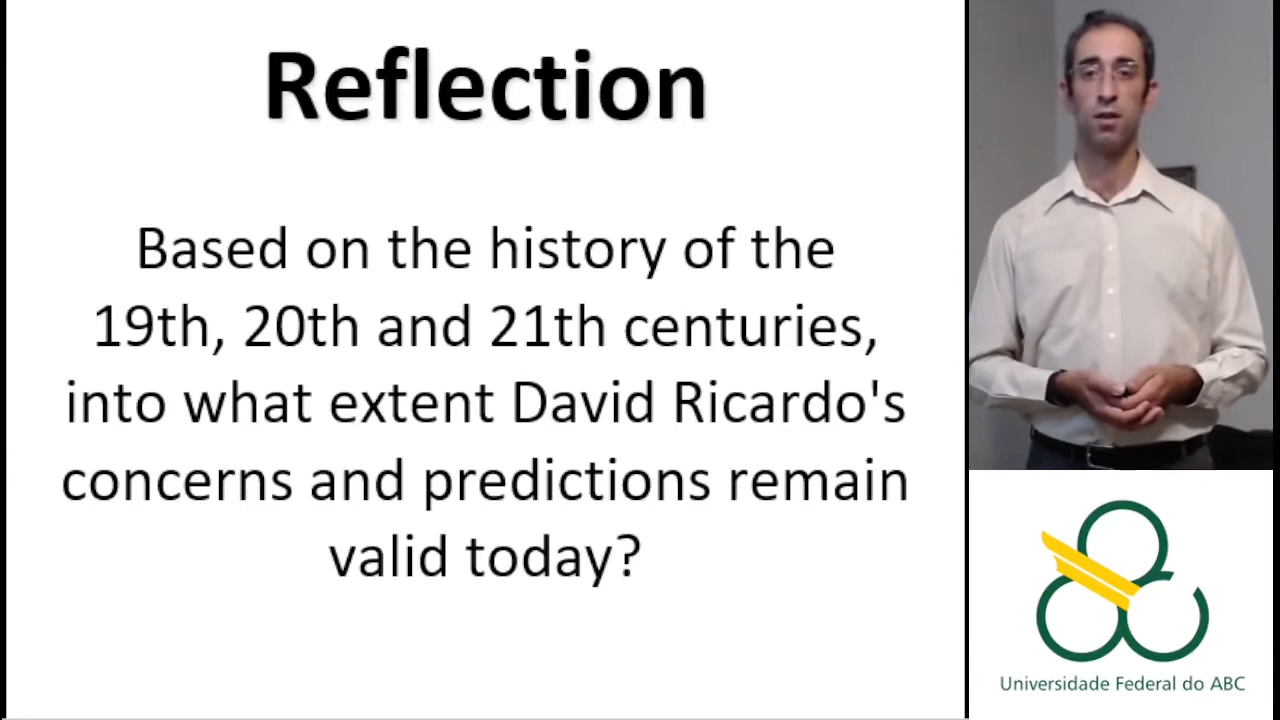 Reflection
Based on the history of the
19th, 20th and 21th centuries,
into what extent David Ricardo's
concerns and predictions remain
valid today?
Universidade Federal do ABC